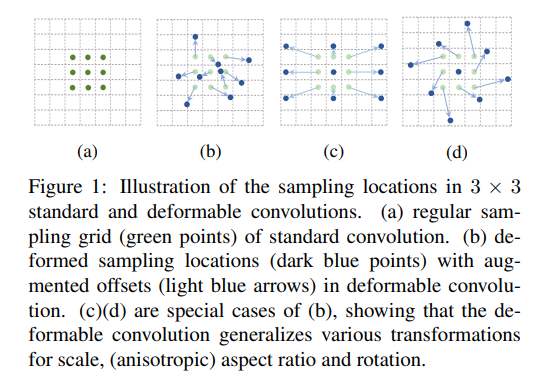 (a) (b) (c) (d)
Figure 1: Illustration of the sampling locations in 3 × 3
standard and deformable convolutions. (a) regular sam-
pling grid (green points) of standard convolution. (b) de-
formed sampling locations (dark blue points) with aug-
mented offsets (light blue arrows) in deformable convolu-
tion. (c)(d) are special cases of (b), showing that the de-
formable convolution generalizes various transformations
for scale, (anisotropic) aspect ratio and rotation.